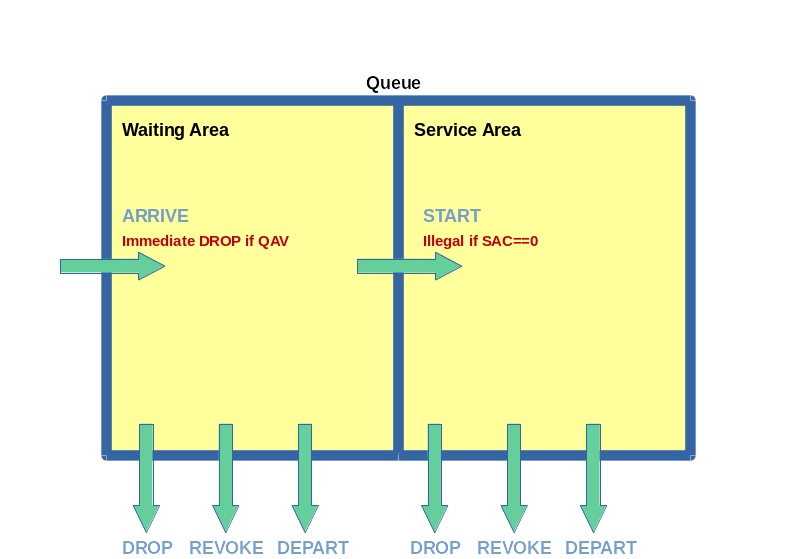 Queue
Waiting Area
Service Area
ARRIVE
START
Immediate DROP if QAV
Illegal if SAC==0
DROP REVOKE DEPART
DROP REVOKE DEPART